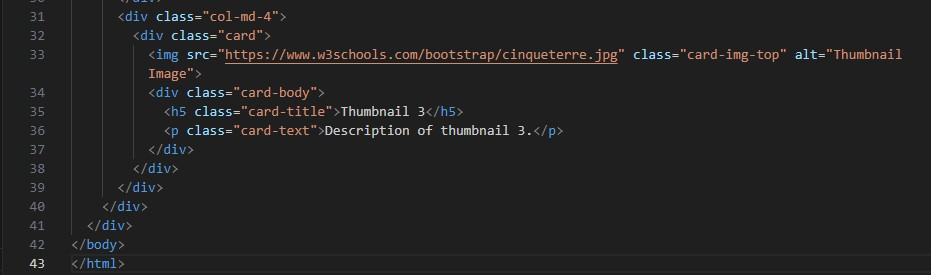 30 </div>
31 <div class="col-md-4">
32 <div class="card">
33 <img src="https://www.w3schools.com/bootstrap/cinqueterre.jpg" class="card-img-top" alt="Thumbnail
Image">
34 <div class="card-body">
35 <h5 class="card-title">Thumbnail 3</h5>
36 <p class="card-text">Description of thumbnail 3.</p>
37 </div>
38 </div>
39 </div>
40 </div>
41 </div>
42 </body>
43 </html>